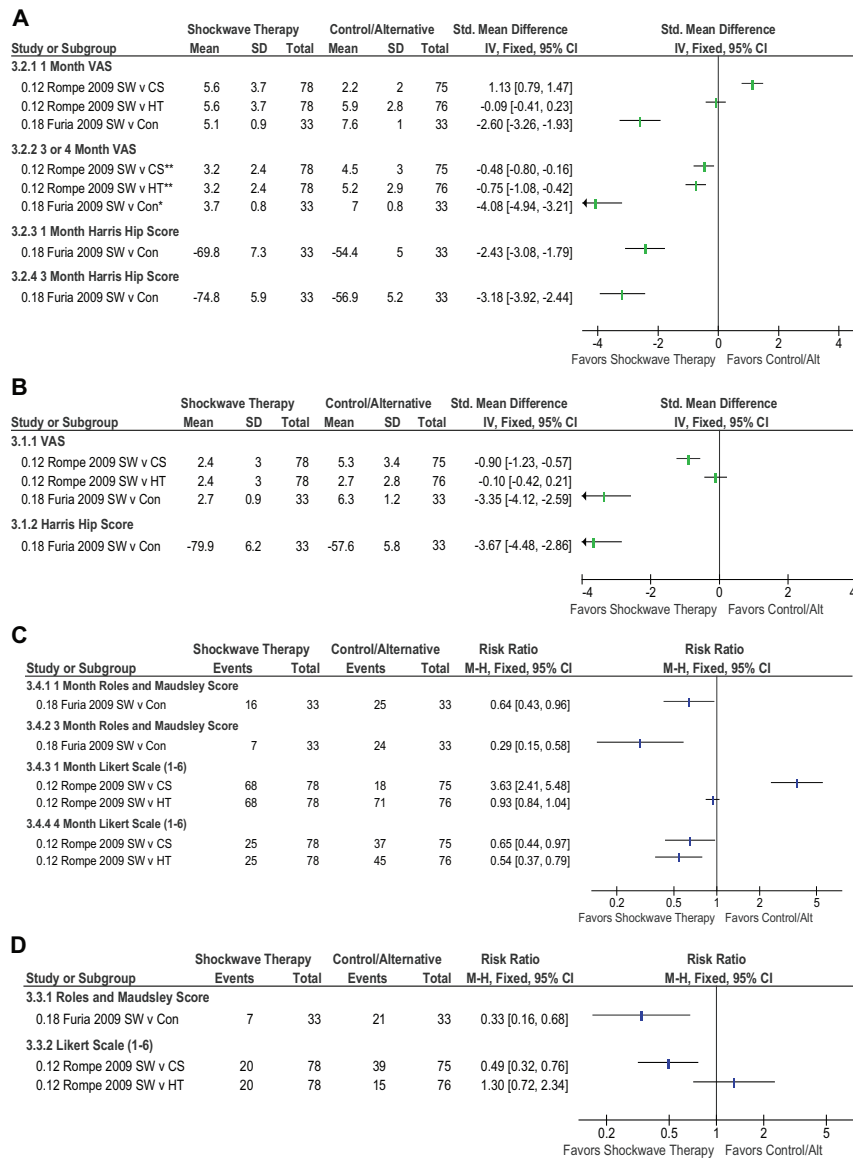 A
Shockwave Therapy Control/Alternative Std. Mean Difference Std. Mean Difference
Study or Subgroup Mean SD Total Mean SD Total IV, Fixed, 95% CI IV, Fixed, 95% CI
3.2.1 1 Month VAS
0.12 Rompe 2009 SW v CS 5.6 3.7 78 2.2 2 75 1.13 [0.79, 1.47]
0.12 Rompe 2009 SW v HT 5.6 3.7 78 5.9 2.8 76 -0.09 [-0.41, 0.23]
0.18 Furia 2009 SW v Con 5.1 0.9 33 7.6 1 33 -2.60 [-3.26, -1.93]
3.2.2 3 or 4 Month VAS
0.12 Rompe 2009 SW v CS** 3.2 2.4 78 4.5 3 75 -0.48 [-0.80, -0.16]
0.12 Rompe 2009 SW v HT** 3.2 2.4 78 5.2 2.9 76 -0.75 [-1.08, -0.42]
0.18 Furia 2009 SW v Con* 3.7 0.8 33 7 0.8 33 -4.08 [-4.94, -3.21]
3.2.3 1 Month Harris Hip Score
0.18 Furia 2009 SW v Con -69.8 7.3 33 -54.4 5 33 -2.43 [-3.08, -1.79]
3.2.4 3 Month Harris Hip Score
0.18 Furia 2009 SW v Con -74.8 5.9 33 -56.9 5.2 33 -3.18 [-3.92, -2.44]
-4 -2 0 2 4
Favors Shockwave Therapy Favors Control/Alt
B
Shockwave Therapy Control/Alternative Std. Mean Difference Std. Mean Difference
Study or Subgroup Mean SD Total Mean SD Total IV, Fixed, 95% CI IV, Fixed, 95% CI
3.1.1 VAS
0.12 Rompe 2009 SW v CS 2.4 3 78 5.3 3.4 75 -0.90 [-1.23, -0.57]
0.12 Rompe 2009 SW v HT 2.4 3 78 2.7 2.8 76 -0.10 [-0.42, 0.21]
0.18 Furia 2009 SW v Con 2.7 0.9 33 6.3 1.2 33 -3.35 [-4.12, -2.59]
3.1.2 Harris Hip Score
0.18 Furia 2009 SW v Con -79.9 6.2 33 -57.6 5.8 33 -3.67 [-4.48, -2.86]
-4 -2 0 2 4
Favors Shockwave Therapy Favors Control/Alt
C
Shockwave Therapy Control/Alternative Risk Ratio Risk Ratio
Study or Subgroup Events Total Events Total M-H, Fixed, 95% CI M-H, Fixed, 95% CI
3.4.1 1 Month Roles and Maudsley Score
0.18 Furia 2009 SW v Con 16 33 25 33 0.64 [0.43, 0.96]
3.4.2 3 Month Roles and Maudsley Score
0.18 Furia 2009 SW v Con 7 33 24 33 0.29 [0.15, 0.58]
3.4.3 1 Month Likert Scale (1-6)
0.12 Rompe 2009 SW v CS 68 78 18 75 3.63 [2.41, 5.48]
0.12 Rompe 2009 SW v HT 68 78 71 76 0.93 [0.84, 1.04]
3.4.4 4 Month Likert Scale (1-6)
0.12 Rompe 2009 SW v CS 25 78 37 75 0.65 [0.44, 0.97]
0.12 Rompe 2009 SW v HT 25 78 45 76 0.54 [0.37, 0.79]
0.2 0.5 1 2 5
Favors Shockwave Therapy Favors Control/Alt
D
Shockwave Therapy Control/Alternative Risk Ratio Risk Ratio
Study or Subgroup Events Total Events Total M-H, Fixed, 95% CI M-H, Fixed, 95% CI
3.3.1 Roles and Maudsley Score
0.18 Furia 2009 SW v Con 7 33 21 33 0.33 [0.16, 0.68]
3.3.2 Likert Scale (1-6)
0.12 Rompe 2009 SW v CS 20 78 39 75 0.49 [0.32, 0.76]
0.12 Rompe 2009 SW v HT 20 78 15 76 1.30 [0.72, 2.34]
0.2 0.5 1 2 5
Favors Shockwave Therapy Favors Control/Alt